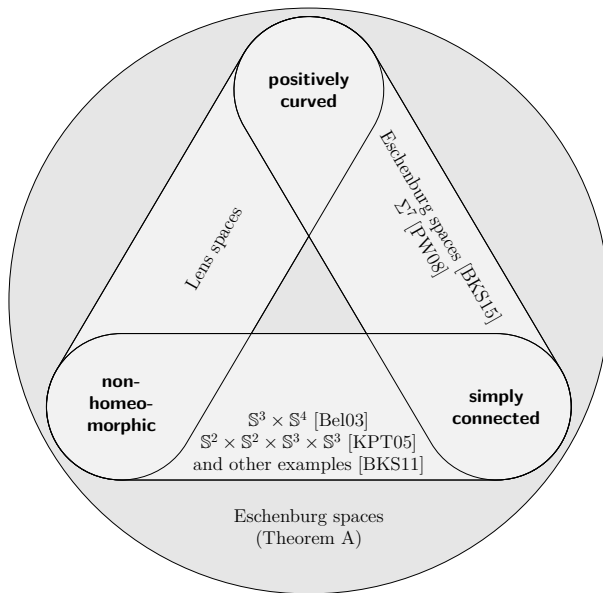 positively
curved
Eschenburg spaces [BKS15]
Σ⁷ [PW08]
Lens spaces
non-
homeo-
morphic
simply
connected
𝕊³ × 𝕊⁴ [Bel03]
𝕊² × 𝕊² × 𝕊³ × 𝕊³ [KPT05]
and other examples [BKS11]
Eschenburg spaces
(Theorem A)